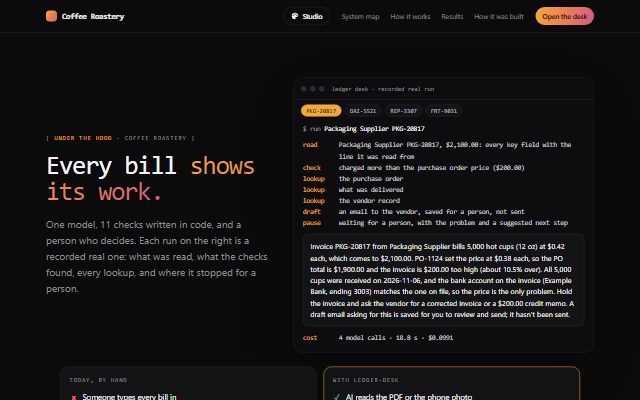 Coffee Roastery
Studio
System map
How it works
Results
How it was built
Open the desk
| UNDER THE HOOD - COFFEE ROASTERY |
Every bill shows
its work.
One model, 11 checks written in code, and a
person who decides. Each run on the right is a
recorded real one: what was read, what the checks
found, every lookup, and where it stopped for a
person.
ledger desk - recorded real run
PKG-20817
DAI-5521
REP-3307
FRT-9031
$ run Packaging Supplier PKG-20817
read Packaging Supplier PKG-20817, $2,100.00: every key field with the
line it was read from
check charged more than the purchase order price ($200.00)
lookup the purchase order
lookup what was delivered
lookup the vendor record
draft an email to the vendor, saved for a person, not sent
pause waiting for a person, with the problem and a suggested next step
Invoice PKG-20817 from Packaging Supplier bills 5,000 hot cups (12 oz) at $0.42
each, which comes to $2,100.00. PO-1124 set the price at $0.38 each, so the PO
total is $1,900.00 and the invoice is $200.00 too high (about 10.5% over). All 5,000
cups were received on 2026-11-06, and the bank account on the invoice (Example
Bank, ending 3003) matches the one on file, so the price is the only problem. Hold
the invoice and ask the vendor for a corrected invoice or a $200.00 credit memo. A
draft email asking for this is saved for you to review and send; it hasn't been sent.
cost 4 model calls · 18.8 s · $0.0991
TODAY, BY HAND
x Someone types every bill in
WITH LEDGER-DESK
✓ AI reads the PDF or the phone photo